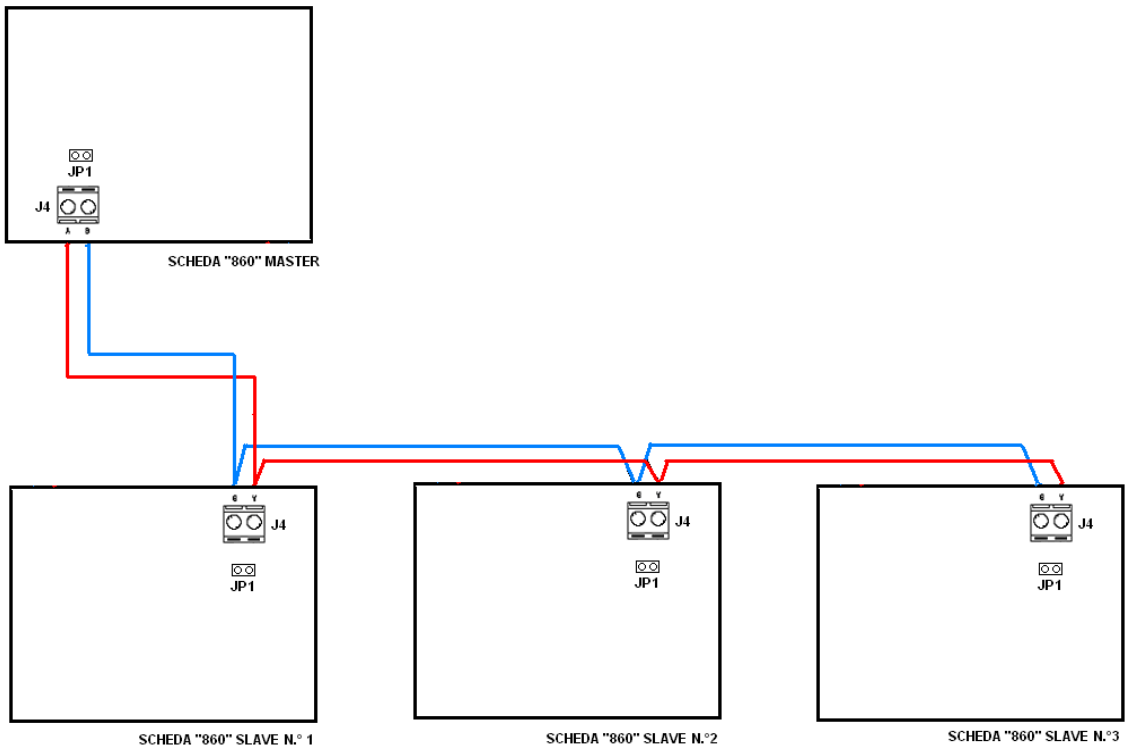 JP1
J4
A B
SCHEDA "860" MASTER
G Y
J4
JP1
SCHEDA "860" SLAVE N.° 1
G Y
J4
JP1
SCHEDA "860" SLAVE N.°2
G Y
J4
JP1
SCHEDA "860" SLAVE N.°3